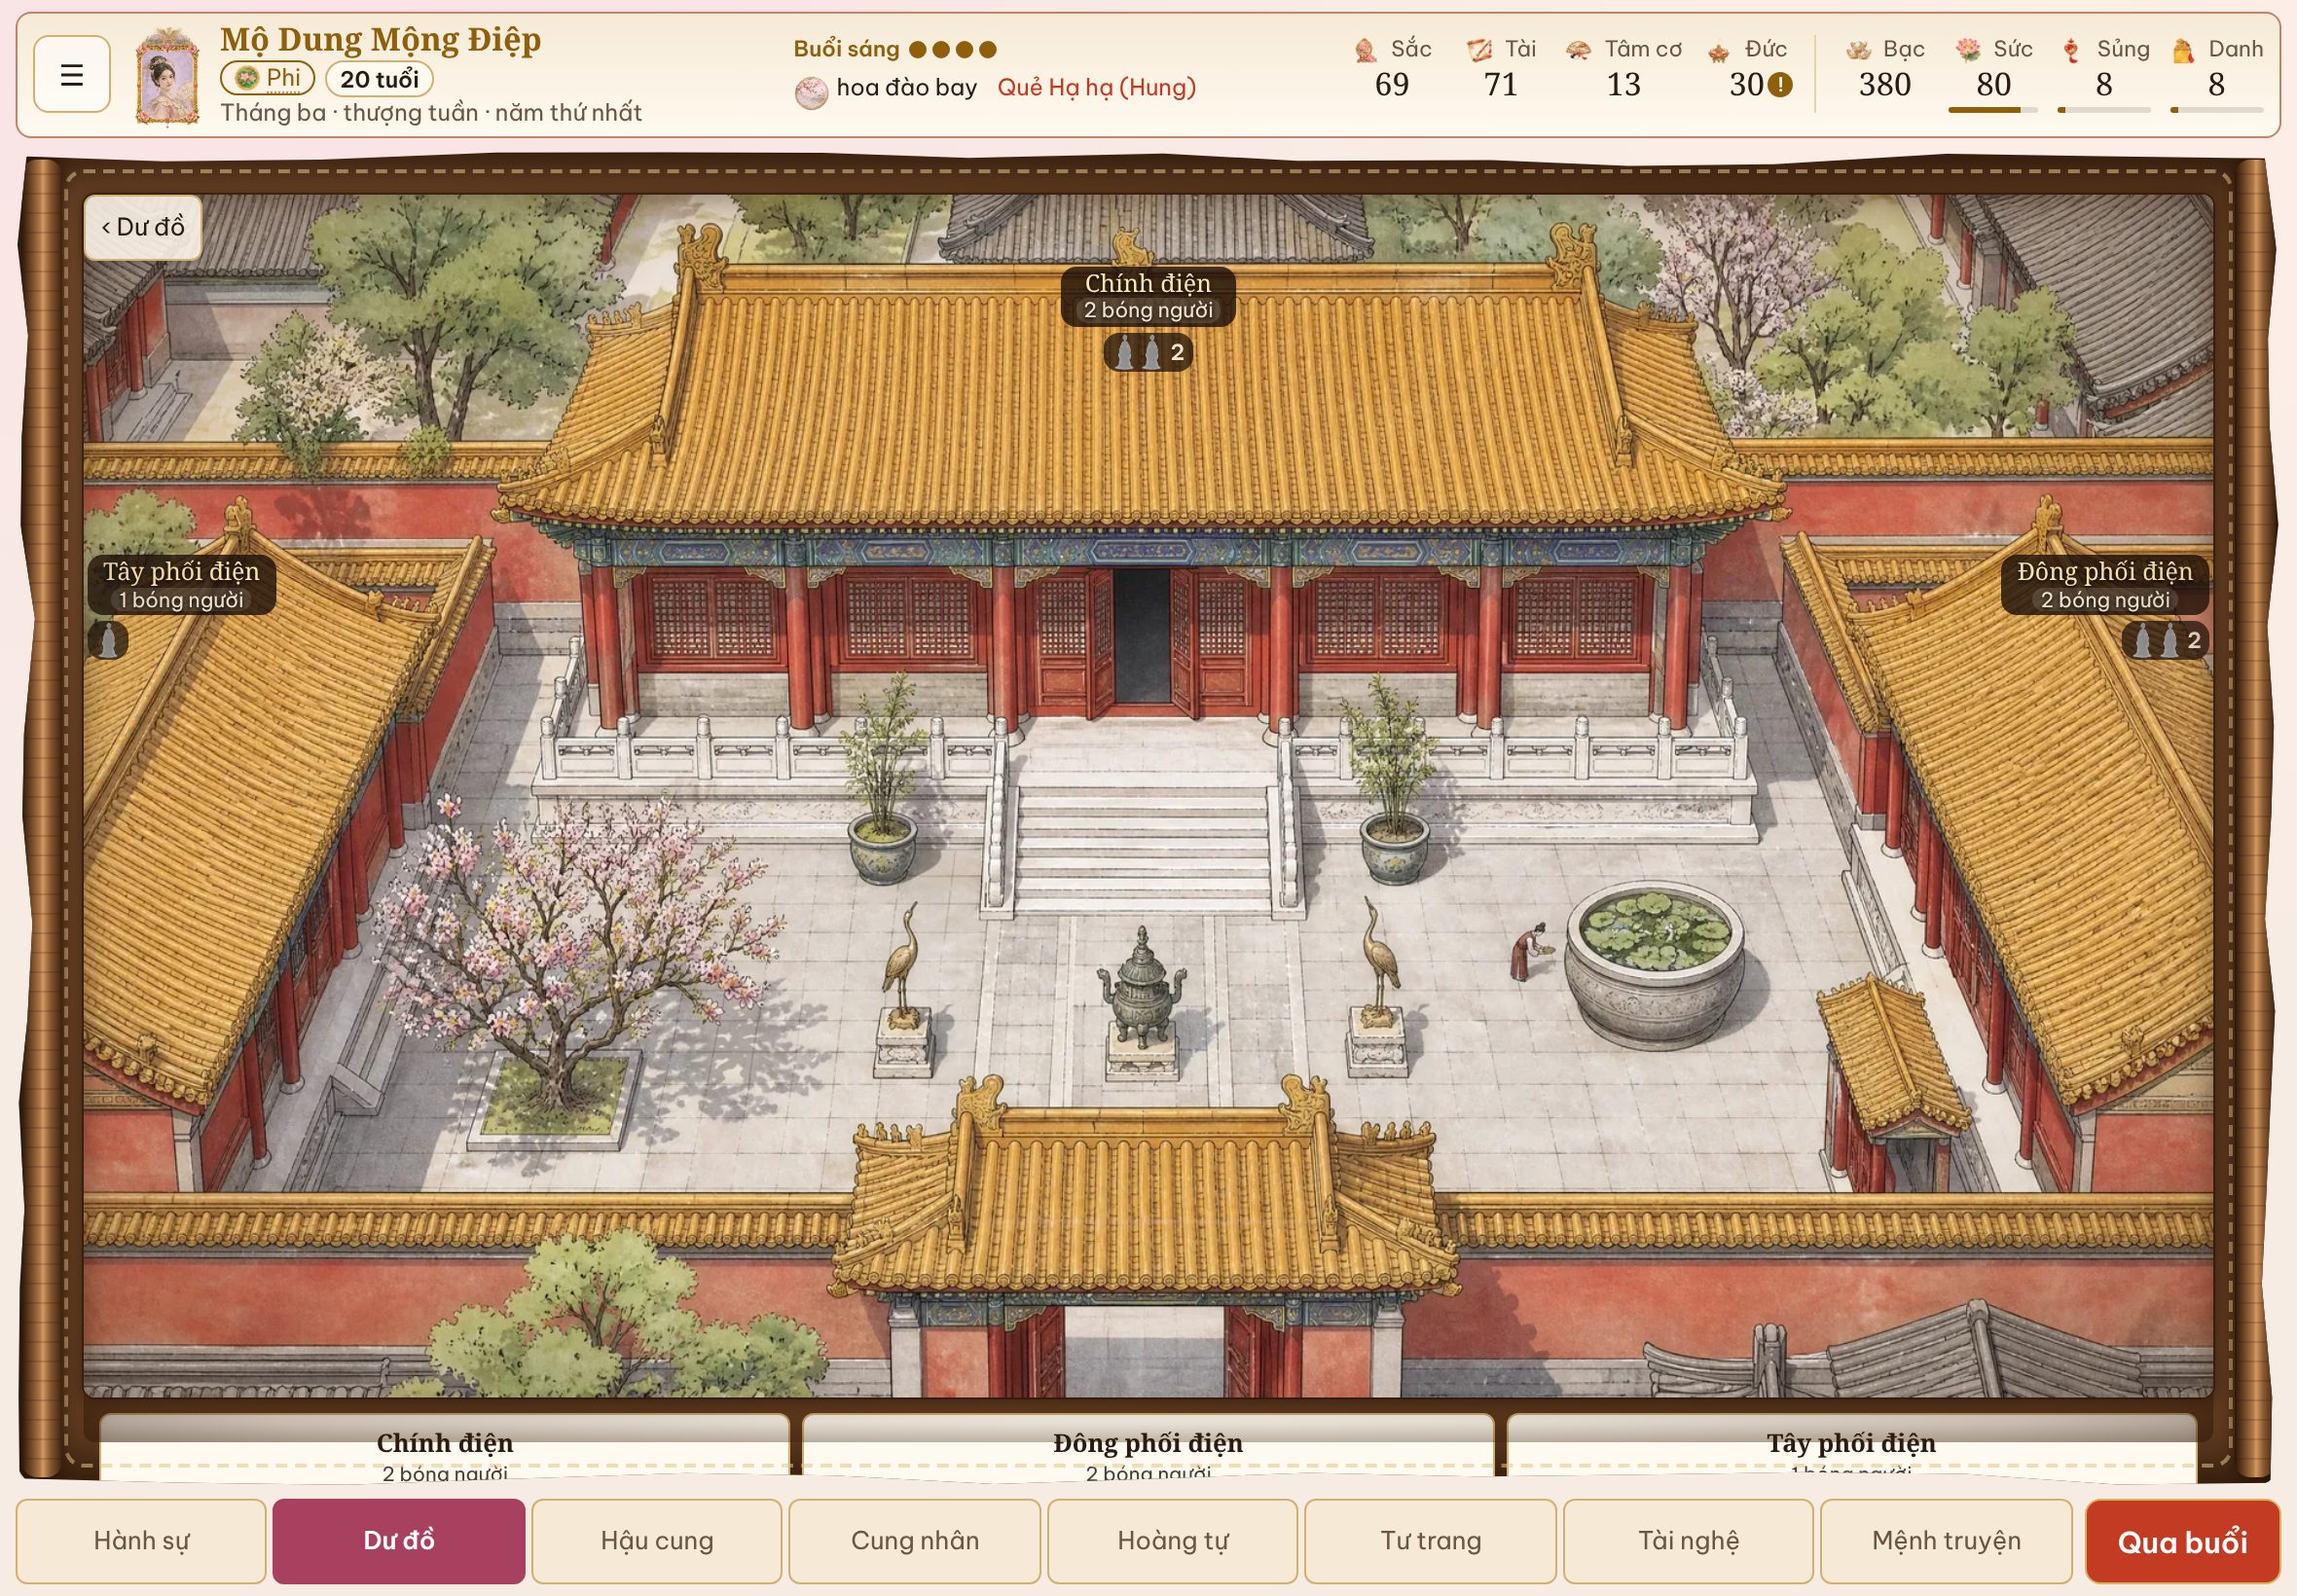 ☰
Mộ Dung Mộng Điệp
Phi
20 tuổi
Tháng ba · thượng tuần · năm thứ nhất
Buổi sáng
hoa đào bay
Quẻ Hạ hạ (Hung)
Sắc
69
Tài
71
Tâm cơ
13
Đức
30 !
Bạc
380
Sức
80
Sủng
8
Danh
8
‹ Dư đồ
Chính điện
2 bóng người
2
Tây phối điện
1 bóng người
Đông phối điện
2 bóng người
2
Chính điện
2 bóng người
Đông phối điện
2 bóng người
Tây phối điện
1 bóng người
Hành sự
Dư đồ
Hậu cung
Cung nhân
Hoàng tự
Tư trang
Tài nghệ
Mệnh truyện
Qua buổi